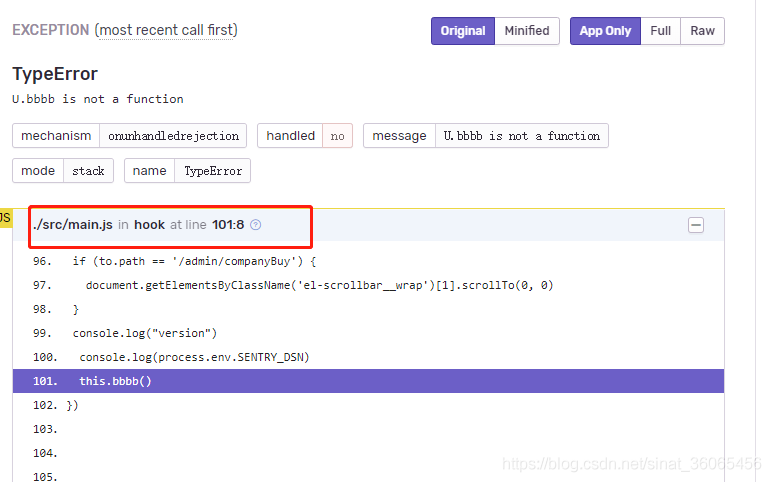 EXCEPTION (most recent call first) Original Minified App Only Full Raw
TypeError
U.bbbb is not a function
mechanism onunhandledrejection handled no message U.bbbb is not a function
mode stack name TypeError
JS ./src/main.js in hook at line 101:8 ?
96. if (to.path == '/admin/companyBuy') {
97. document.getElementsByClassName('el-scrollbar__wrap')[1].scrollTo(0, 0)
98. }
99. console.log("version")
100. console.log(process.env.SENTRY_DSN)
101. this.bbbb()
102. })
103.
104.
105.
https://blog.csdn.net/sinat_36065456